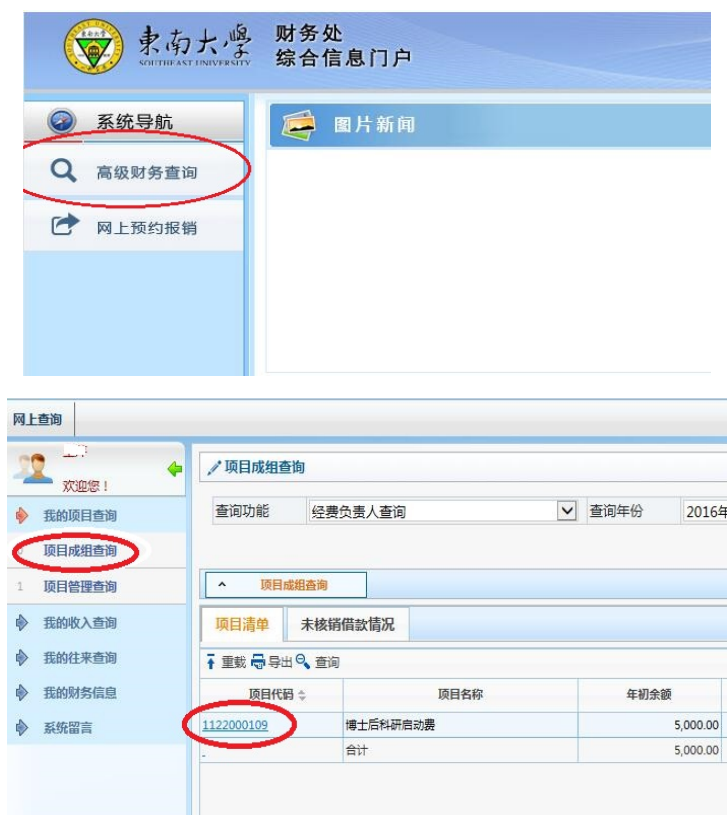 東南大學
SOUTHEAST UNIVERSITY
财务处
综合信息门户
系统导航
高级财务查询
网上预约报销
图片新闻
网上查询
欢迎您！
我的项目查询
项目成组查询
1 项目管理查询
我的收入查询
我的往来查询
我的财务信息
系统留言
项目成组查询
查询功能 经费负责人查询 查询年份 2016年
项目成组查询
项目清单 未核销借款情况
重载 导出 查询
项目代码 项目名称 年初余额
1122000109 博士后科研启动费 5,000.00
- 合计 5,000.00